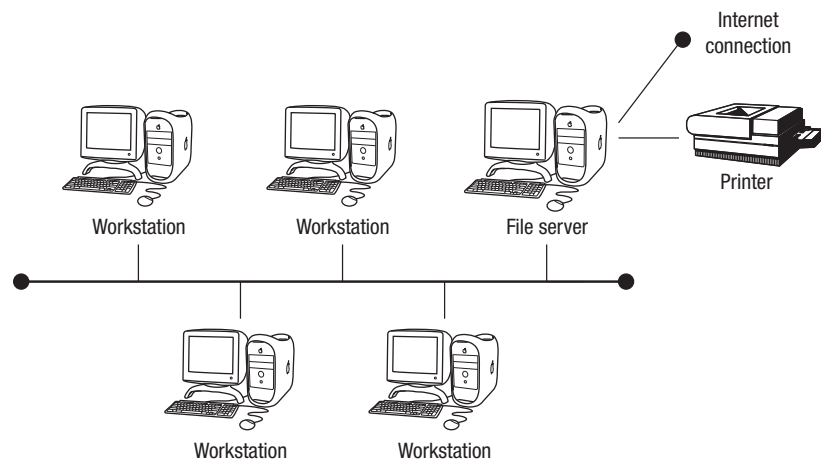 Internet
connection
Printer
Workstation
Workstation
File server
Workstation
Workstation